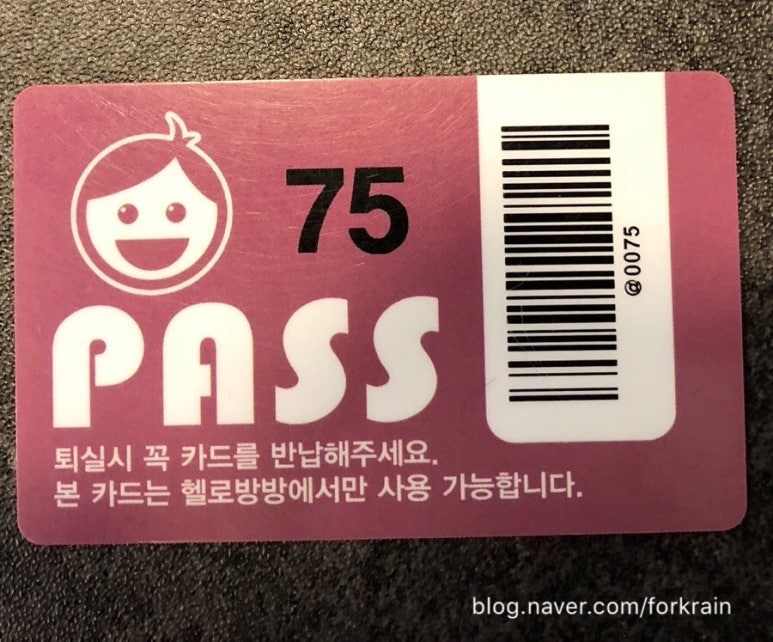 75
PASS
퇴실시 꼭 카드를 반납해주세요.
본 카드는 헬로방방에서만 사용 가능합니다.
@0075
blog.naver.com/forkrain